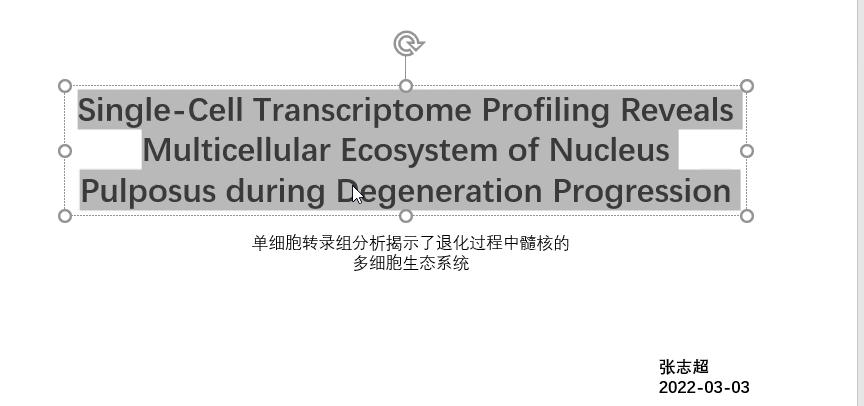 Single-Cell Transcriptome Profiling Reveals
Multicellular Ecosystem of Nucleus
Pulposus during Degeneration Progression
单细胞转录组分析揭示了退化过程中髓核的
多细胞生态系统
张志超
2022-03-03